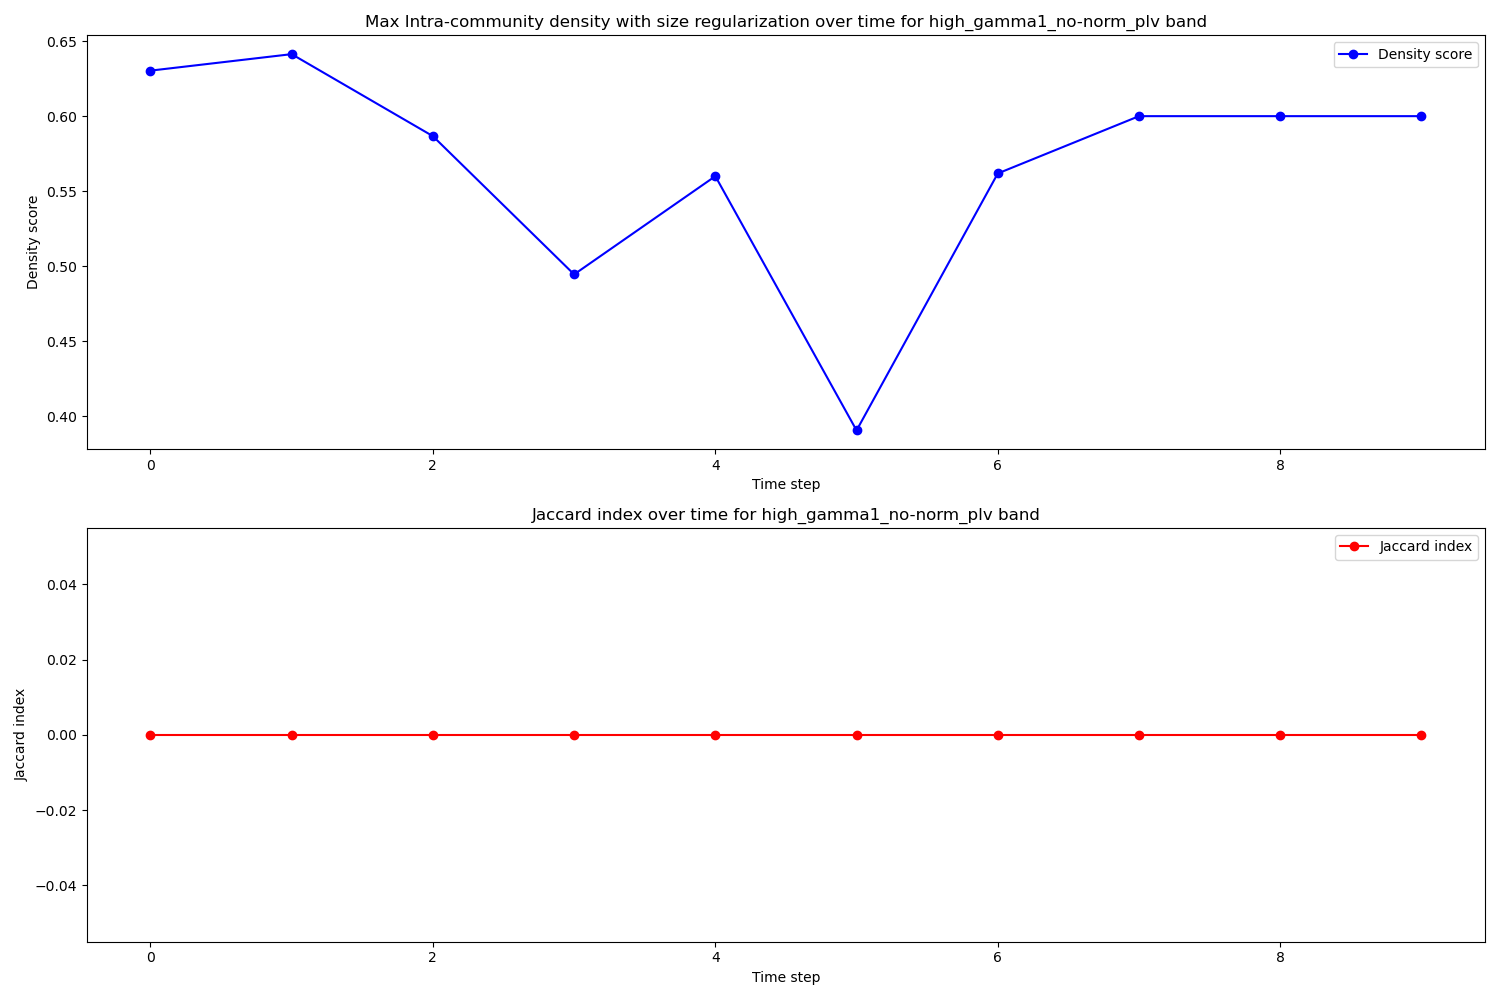 Max Intra-community density with size regularization over time for high_gamma1_no-norm_plv band
Density score
0.65
0.60
0.55
0.50
0.45
0.40
Density score
0 2 4 6 8
Time step
Jaccard index over time for high_gamma1_no-norm_plv band
Jaccard index
0.04
0.02
0.00
−0.02
−0.04
Jaccard index
0 2 4 6 8
Time step